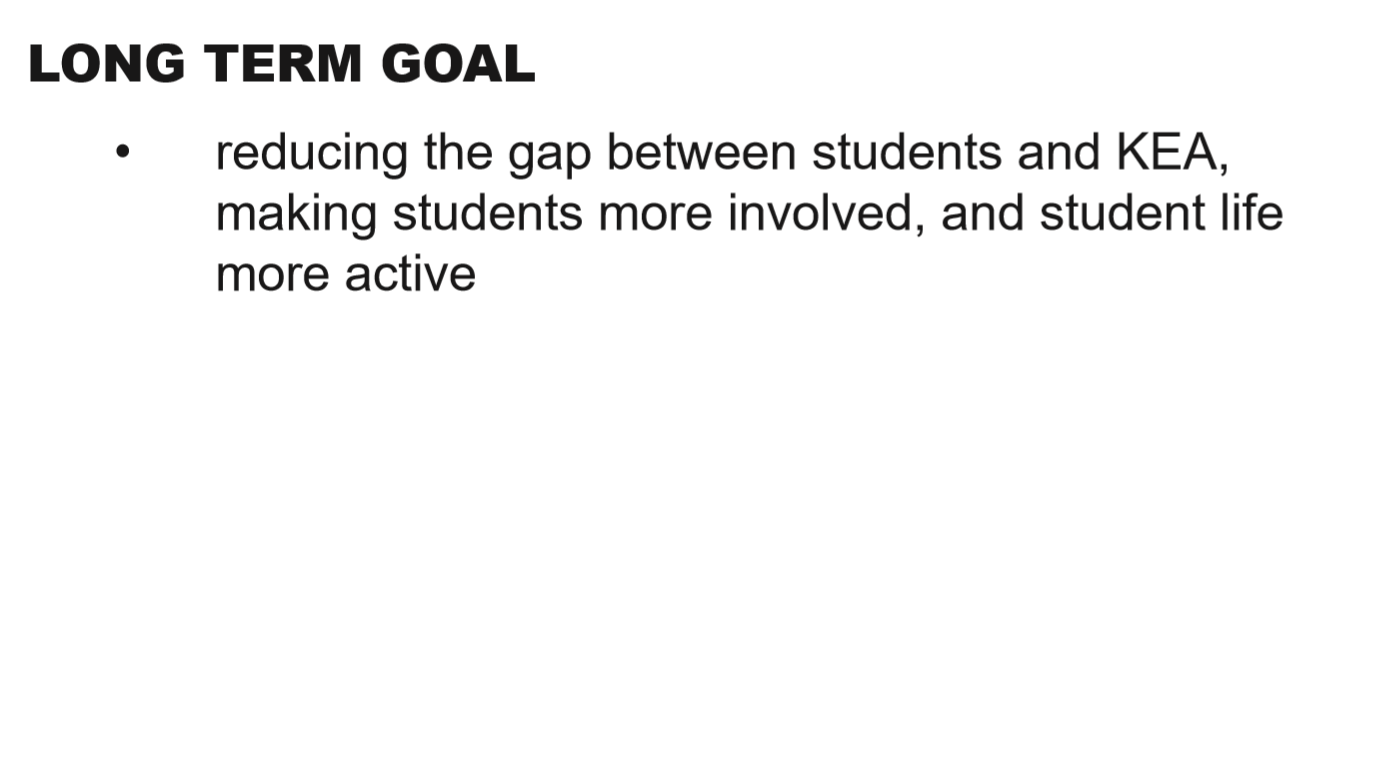 LONG TERM GOAL
• reducing the gap between students and KEA,
making students more involved, and student life
more active